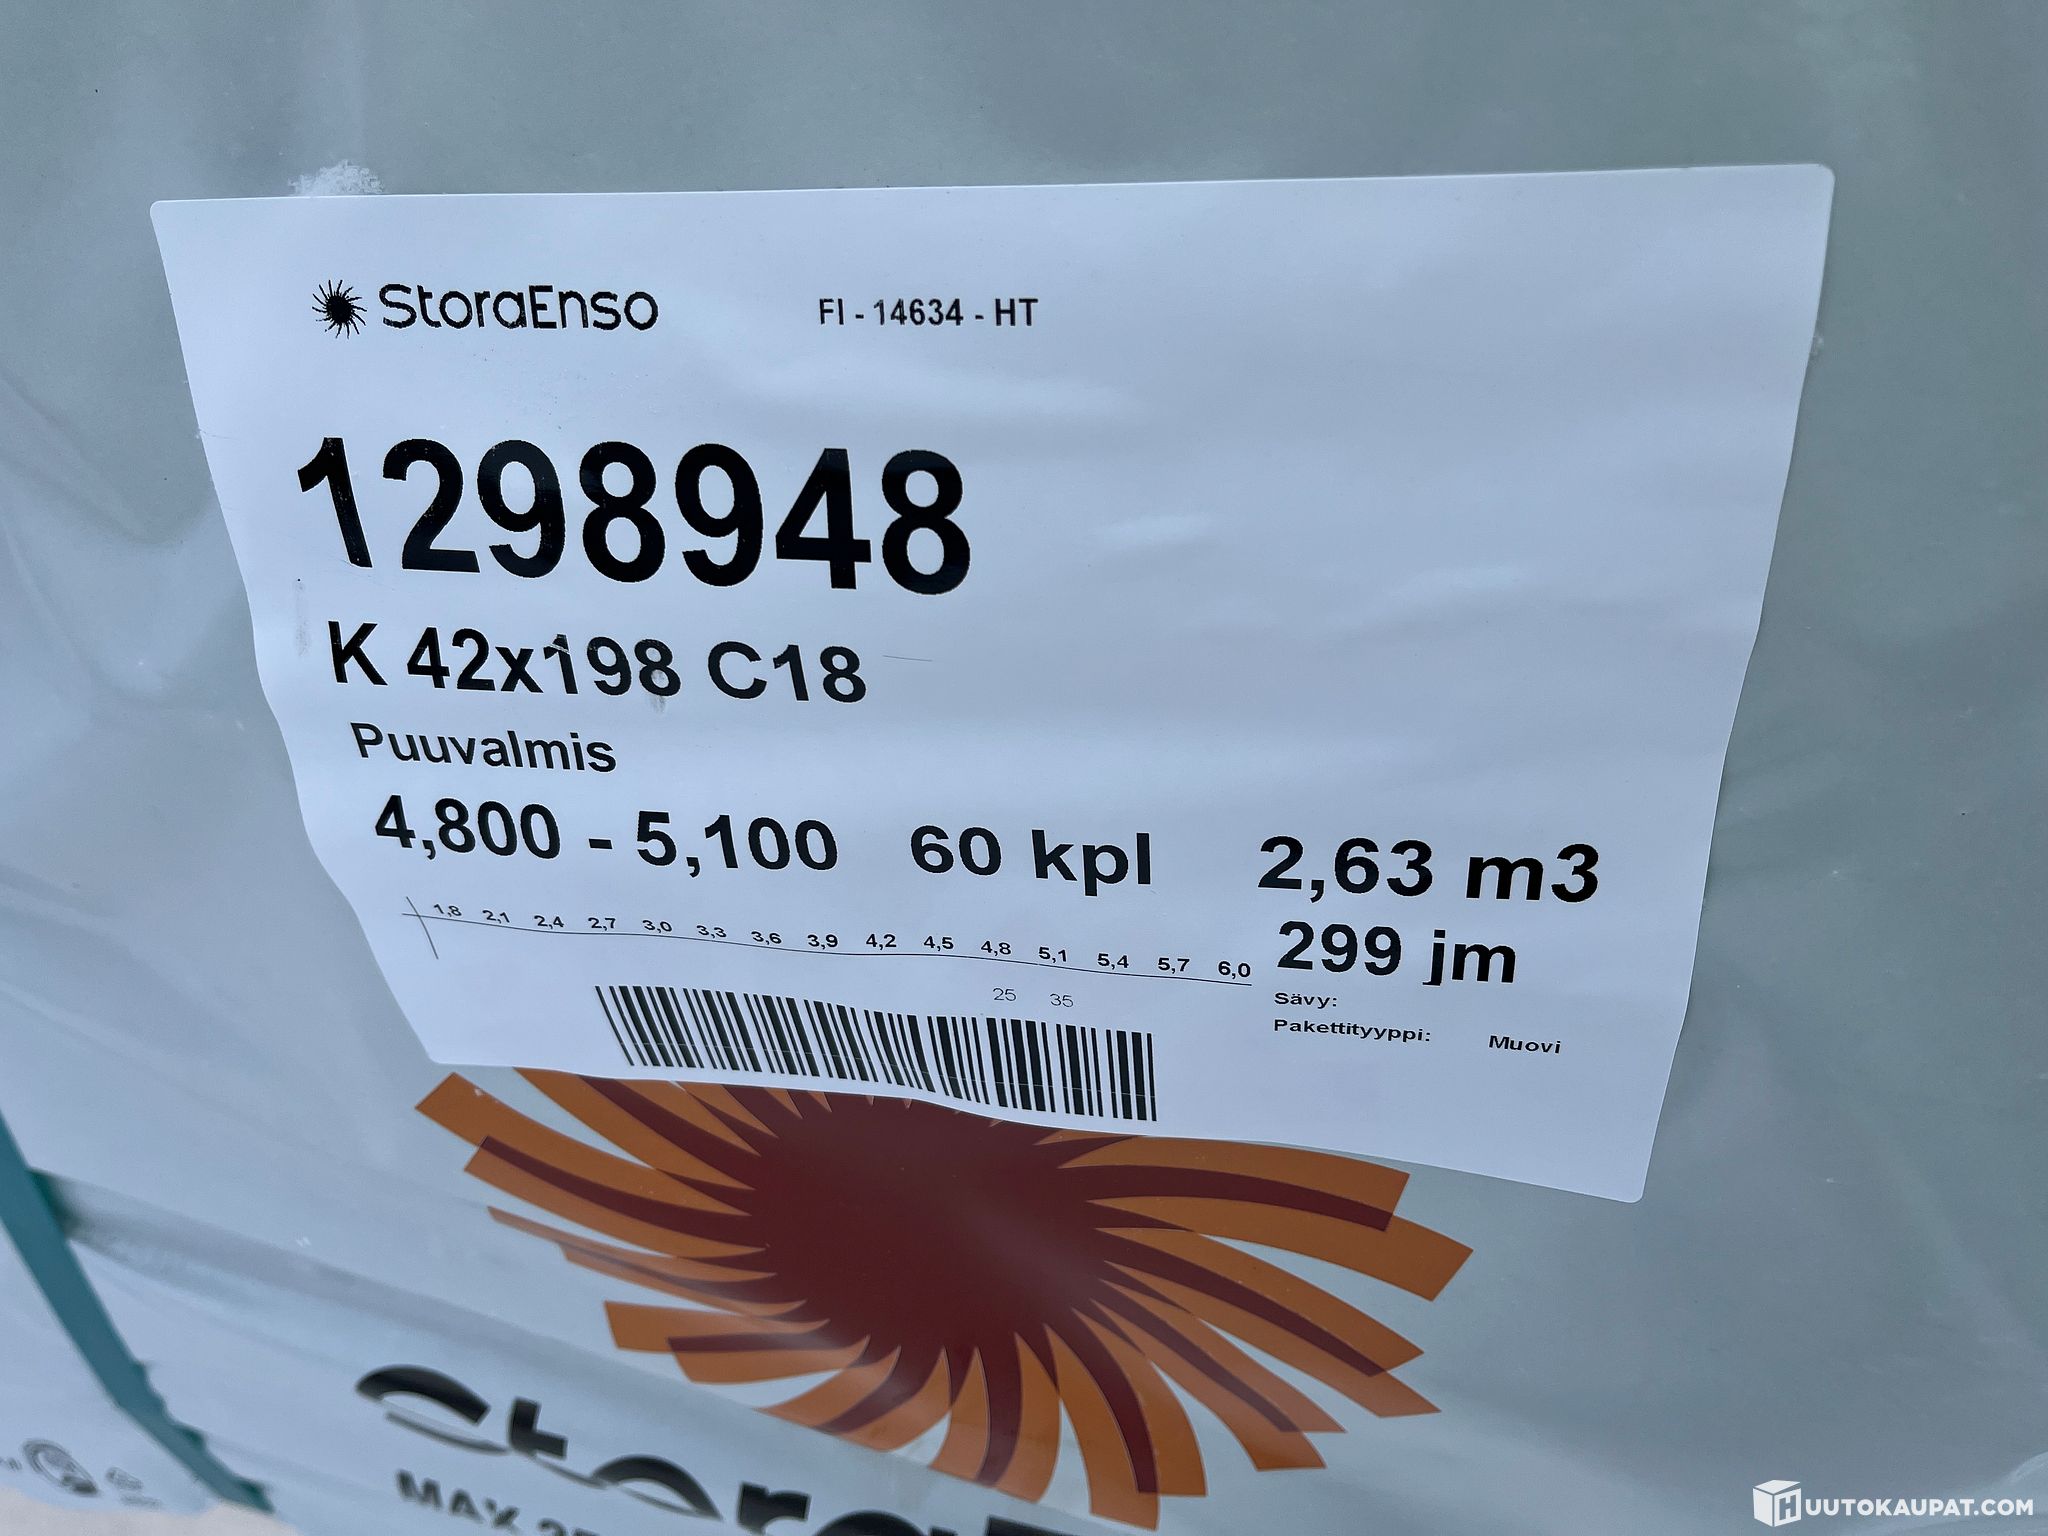 StoraEnso FI - 14634 - HT
1298948
K 42x198 C18
Puuvalmis
4,800 - 5,100 60 kpl 2,63 m3
1,8 2,1 2,4 2,7 3,0 3,3 3,6 3,9 4,2 4,5 4,8 5,1 5,4 5,7 6,0
299 jm
25 35
Sävy:
Pakettityyppi: Muovi
MAX
HUUTOKAUPAT.COM